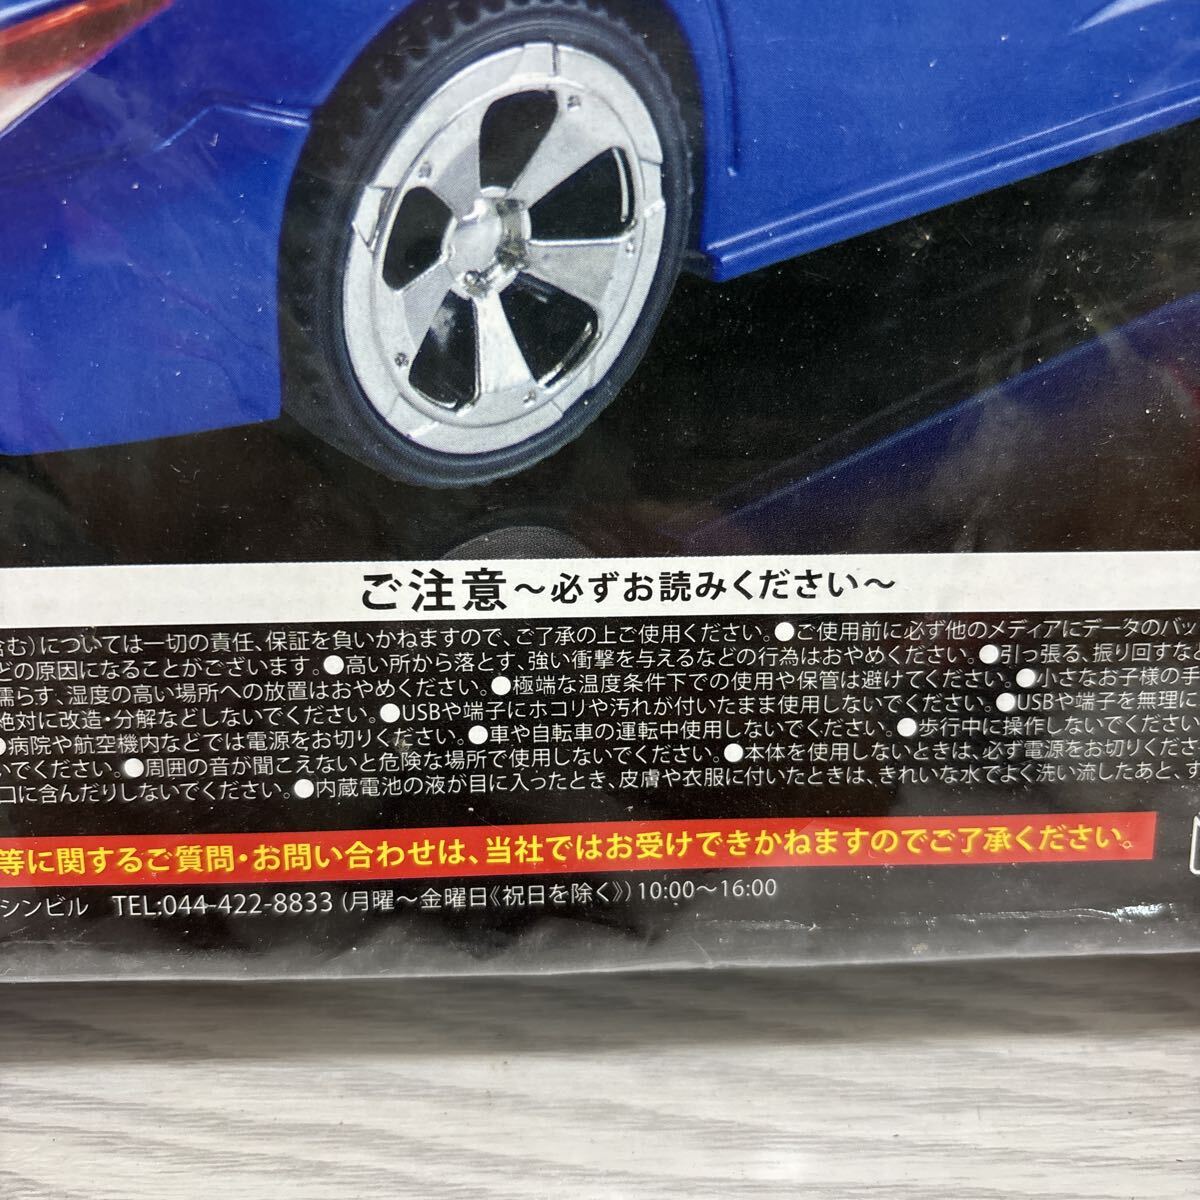 ご注意～必ずお読みください～
含む)については一切の責任、保証を負いかねますので、ご了承の上ご使用ください。●ご使用前に必ず他のメディアにデータのバッ
どの原因になることがございます。●高い所から落とす、強い衝撃を与えるなどの行為はおやめください。●引っ張る、振り回すなど
濡らす、湿度の高い場所への放置はおやめください。●極端な温度条件下での使用や保管は避けてください。●小さなお子様の手
絶対に改造・分解などしないでください。●USBや端子にホコリや汚れが付いたまま使用しないでください。●USBや端子を無理に
●病院や航空機内などでは電源をお切りください。●車や自転車の運転中使用しないでください。●歩行中に操作しないでください
いでください。●周囲の音が聞こえないと危険な場所で使用しないでください。●本体を使用しないときは、必ず電源をお切りくださ
口に含んだりしないでください。●内蔵電池の液が目に入ったとき、皮膚や衣服に付いたときは、きれいな水でよく洗い流したあと、す
等に関するご質問・お問い合わせは、当社ではお受けできかねますのでご了承ください。
シンビル TEL:044-422-8833 (月曜～金曜日《祝日を除く》) 10:00～16:00